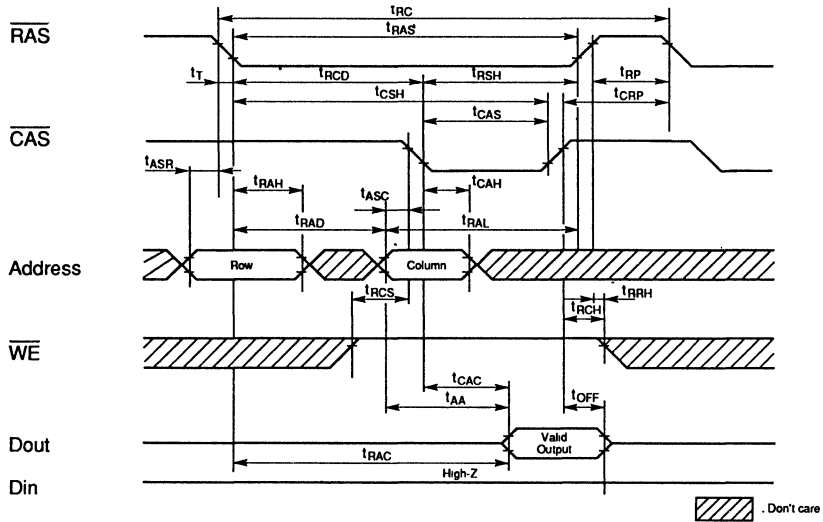 tRC
RAS
tRAS
tT
tRCD
tRSH
tRP
tCSH
tCRP
tCAS
CAS
tASR
tRAH
tASC
tCAH
tRAD
tRAL
Address
Row
Column
tRCS
tRRH
tRCH
WE
tCAC
tAA
tOFF
Dout
Valid
Output
tRAC
High-Z
Din
. Don't care